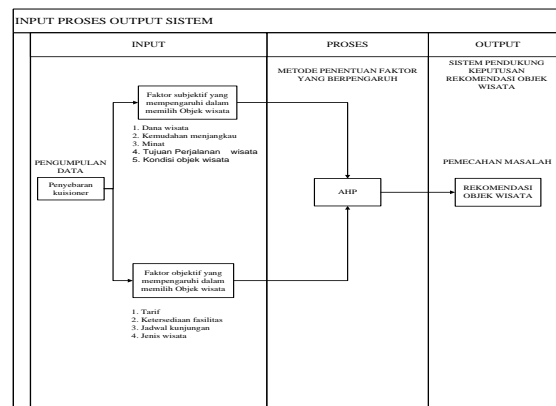 INPUT PROSES OUTPUT SISTEM
INPUT
PROSES
OUTPUT
METODE PENENTUAN FAKTOR
YANG BERPENGARUH
SISTEM PENDUKUNG
KEPUTUSAN
REKOMENDASI OBJEK
WISATA
Faktor subjektif yang
mempengaruhi dalam
memilih Objek wisata
1. Dana wisata
2. Kemudahan menjangkau
3. Minat
4. Tujuan Perjalanan wisata
5. Kondisi objek wisata
PENGUMPULAN
DATA
Penyebaran
kuisioner
AHP
PEMECAHAN MASALAH
REKOMENDASI
OBJEK WISATA
Faktor objektif yang
mempengaruhi dalam
memilih Objek wisata
1. Tarif
2. Ketersediaan fasilitas
3. Jadwal kunjungan
4. Jenis wisata